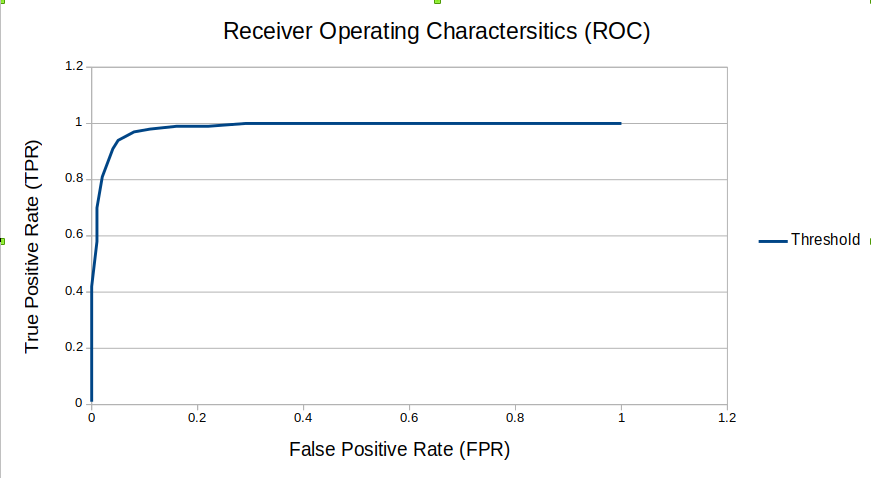 Receiver Operating Charactersitics (ROC)
1.2
1
0.8
0.6
0.4
0.2
0
True Positive Rate (TPR)
0 0.2 0.4 0.6 0.8 1 1.2
False Positive Rate (FPR)
Threshold